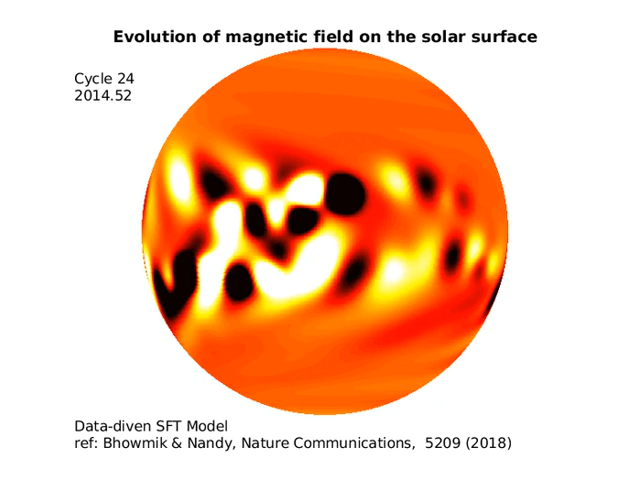 Evolution of magnetic field on the solar surface
Cycle 24
2014.52
Data-diven SFT Model
ref: Bhowmik & Nandy, Nature Communications,  5209 (2018)